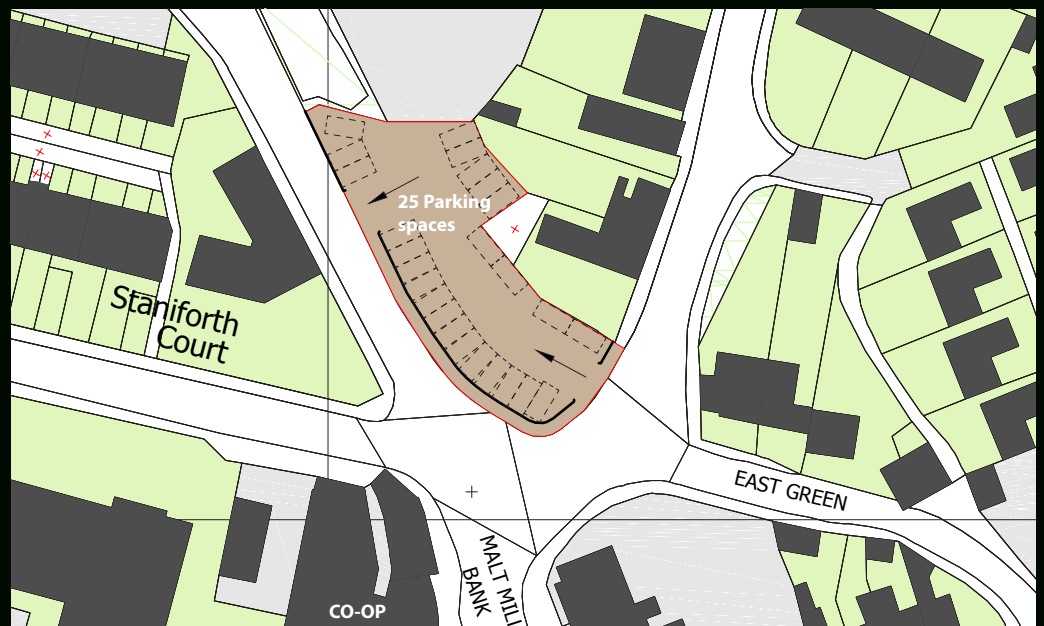 25 Parking
spaces
Staniforth
Court
EAST GREEN
MALT MILL
BANK
CO-OP